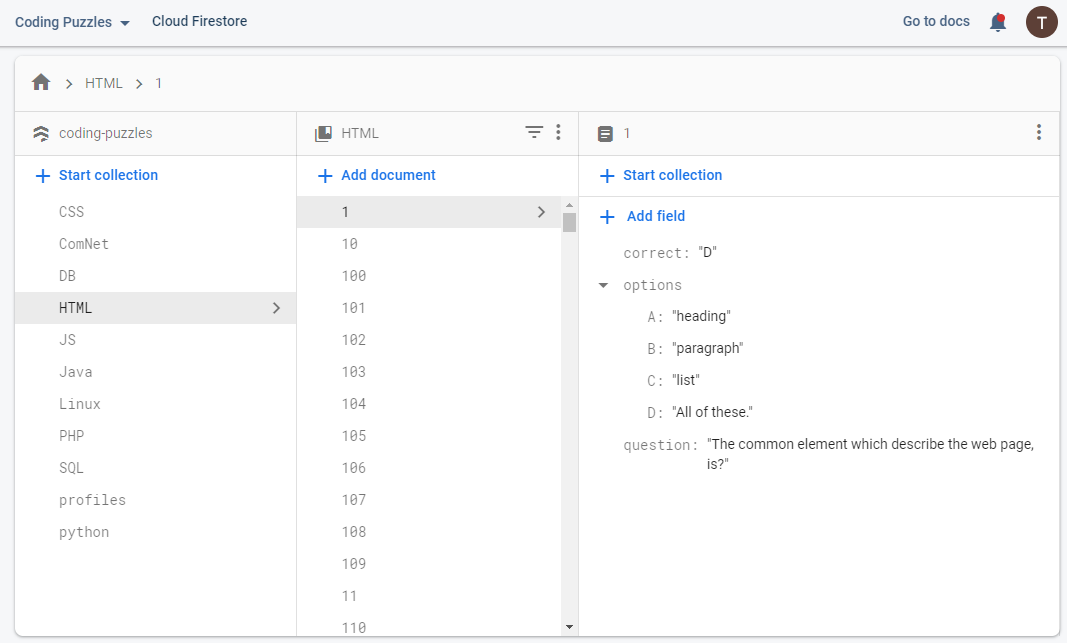 Coding Puzzles Cloud Firestore Go to docs T
HTML 1
coding-puzzles
Start collection
CSS
ComNet
DB
HTML
JS
Java
Linux
PHP
SQL
profiles
python
HTML
Add document
1
10
100
101
102
103
104
105
106
107
108
109
11
110
1
Start collection
Add field
correct: "D"
options
A: "heading"
B: "paragraph"
C: "list"
D: "All of these."
question: "The common element which describe the web page,
is?"